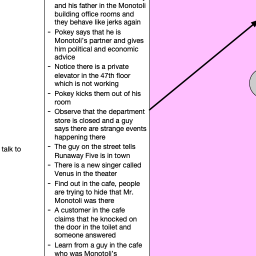 and his father in the Monotoli
building office rooms and
they behave like jerks again
- Pokey says that he is
Monotoli's partner and gives
him political and economic
advice
- Notice there is a private
elevator in the 47th floor
which is not working
- Pokey kicks them out of his
room
- Observe that the department
store is closed and a guy
says there are strange events
happening there
talk to
- The guy on the street tells
Runaway Five is in town
- There is a new singer called
Venus in the theater
- Find out in the cafe, people
are trying to hide that Mr.
Monotoli was there
- A customer in the cafe
claims that he knocked on
the door in the toilet and
someone answered
- Learn from a guy in the cafe
who was Monotoli's